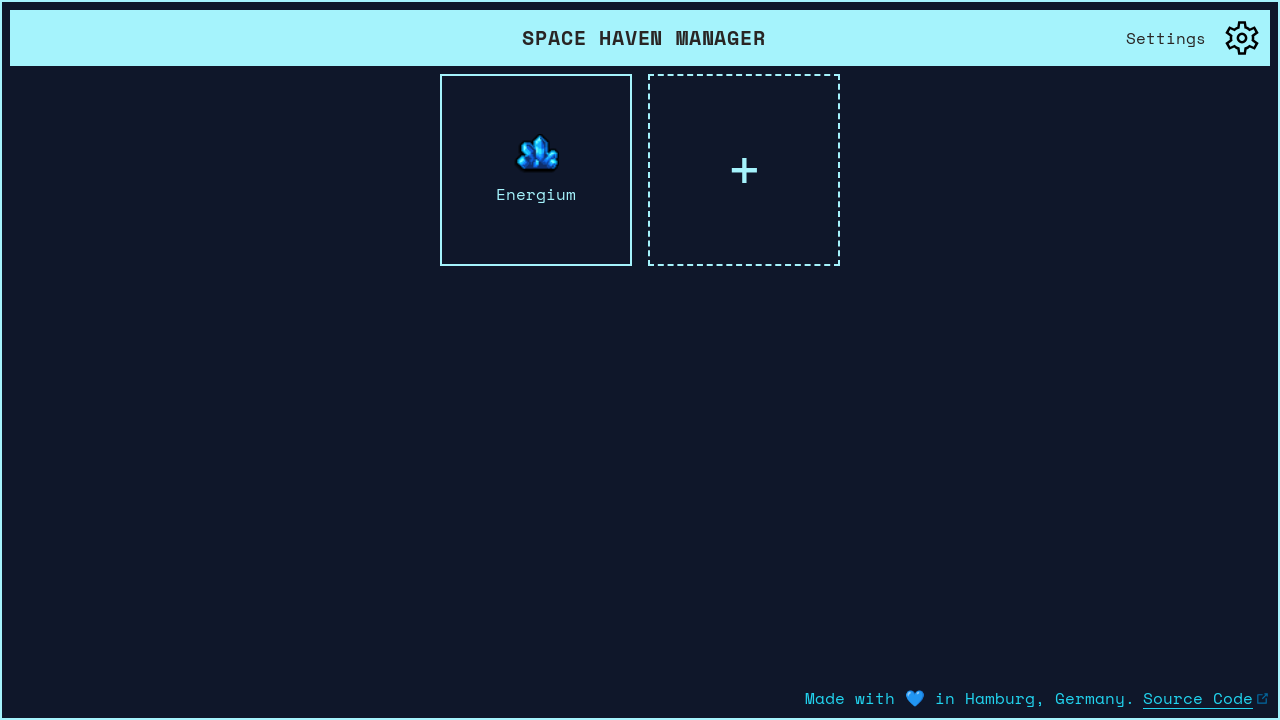 SPACE HAVEN MANAGER
Settings
Energium
+
Made with 💙 in Hamburg, Germany. Source Code